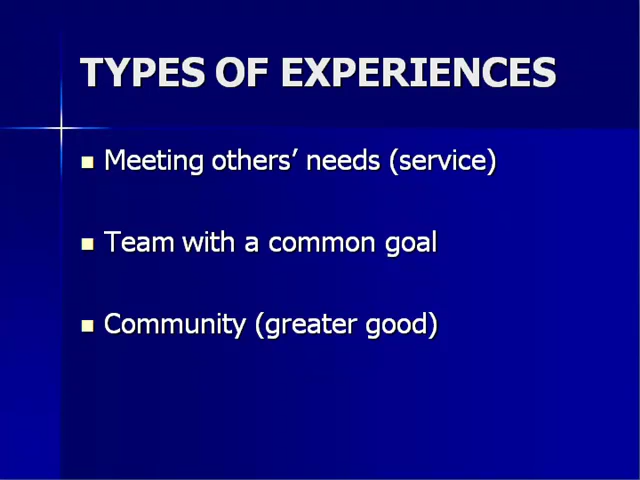 TYPES OF EXPERIENCES
Meeting others’ needs (service)
Team with a common goal
Community (greater good)